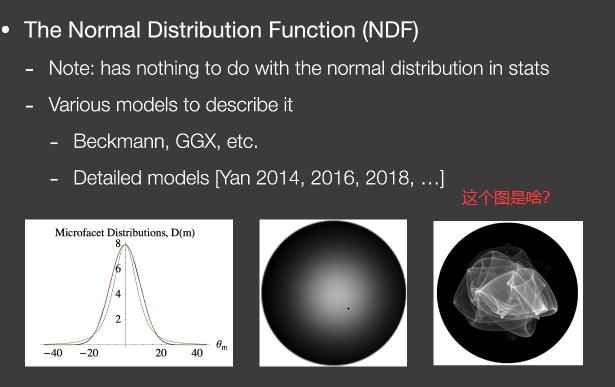 • The Normal Distribution Function (NDF)
- Note: has nothing to do with the normal distribution in stats
- Various models to describe it
- Beckmann, GGX, etc.
- Detailed models [Yan 2014, 2016, 2018, …]
这个图是啥?
Microfacet Distributions, D(m)
8
6
4
2
-40 -20 20 40 θm